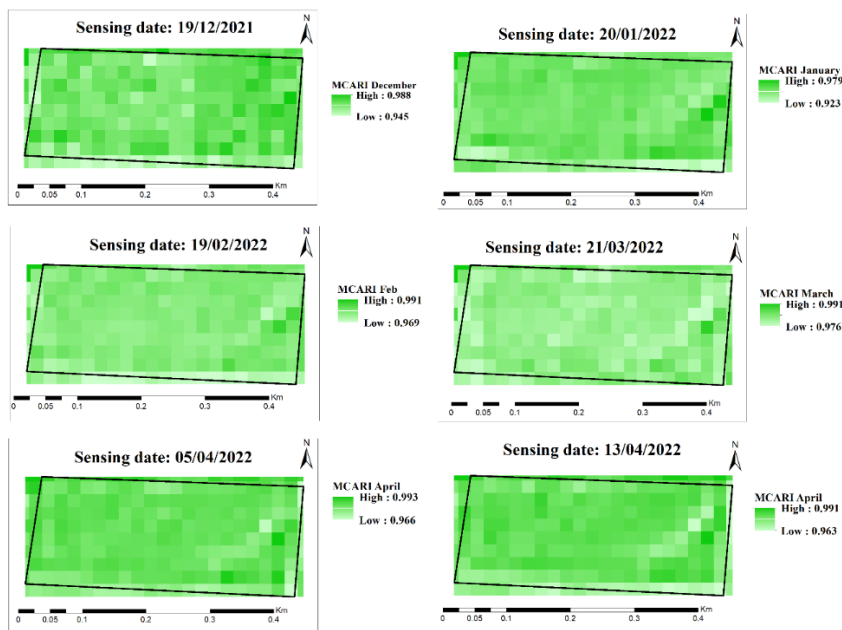 Sensing date: 19/12/2021
N
MCARI December
High : 0.988
Low : 0.945
Km
0 0.05 0.1 0.2 0.3 0.4
Sensing date: 20/01/2022
N
MCARI January
High : 0.979
Low : 0.923
Km
0 0.05 0.1 0.2 0.3 0.4
Sensing date: 19/02/2022
N
MCARI Feb
High : 0.991
Low : 0.969
Km
0 0.05 0.1 0.2 0.3 0.4
Sensing date: 21/03/2022
N
MCARI March
High : 0.991
Low : 0.976
Km
0 0.05 0.1 0.2 0.3 0.4
Sensing date: 05/04/2022
N
MCARI April
High : 0.993
Low : 0.966
Km
0 0.05 0.1 0.2 0.3 0.4
Sensing date: 13/04/2022
N
MCARI April
High : 0.991
Low : 0.963
Km
0 0.05 0.1 0.2 0.3 0.4